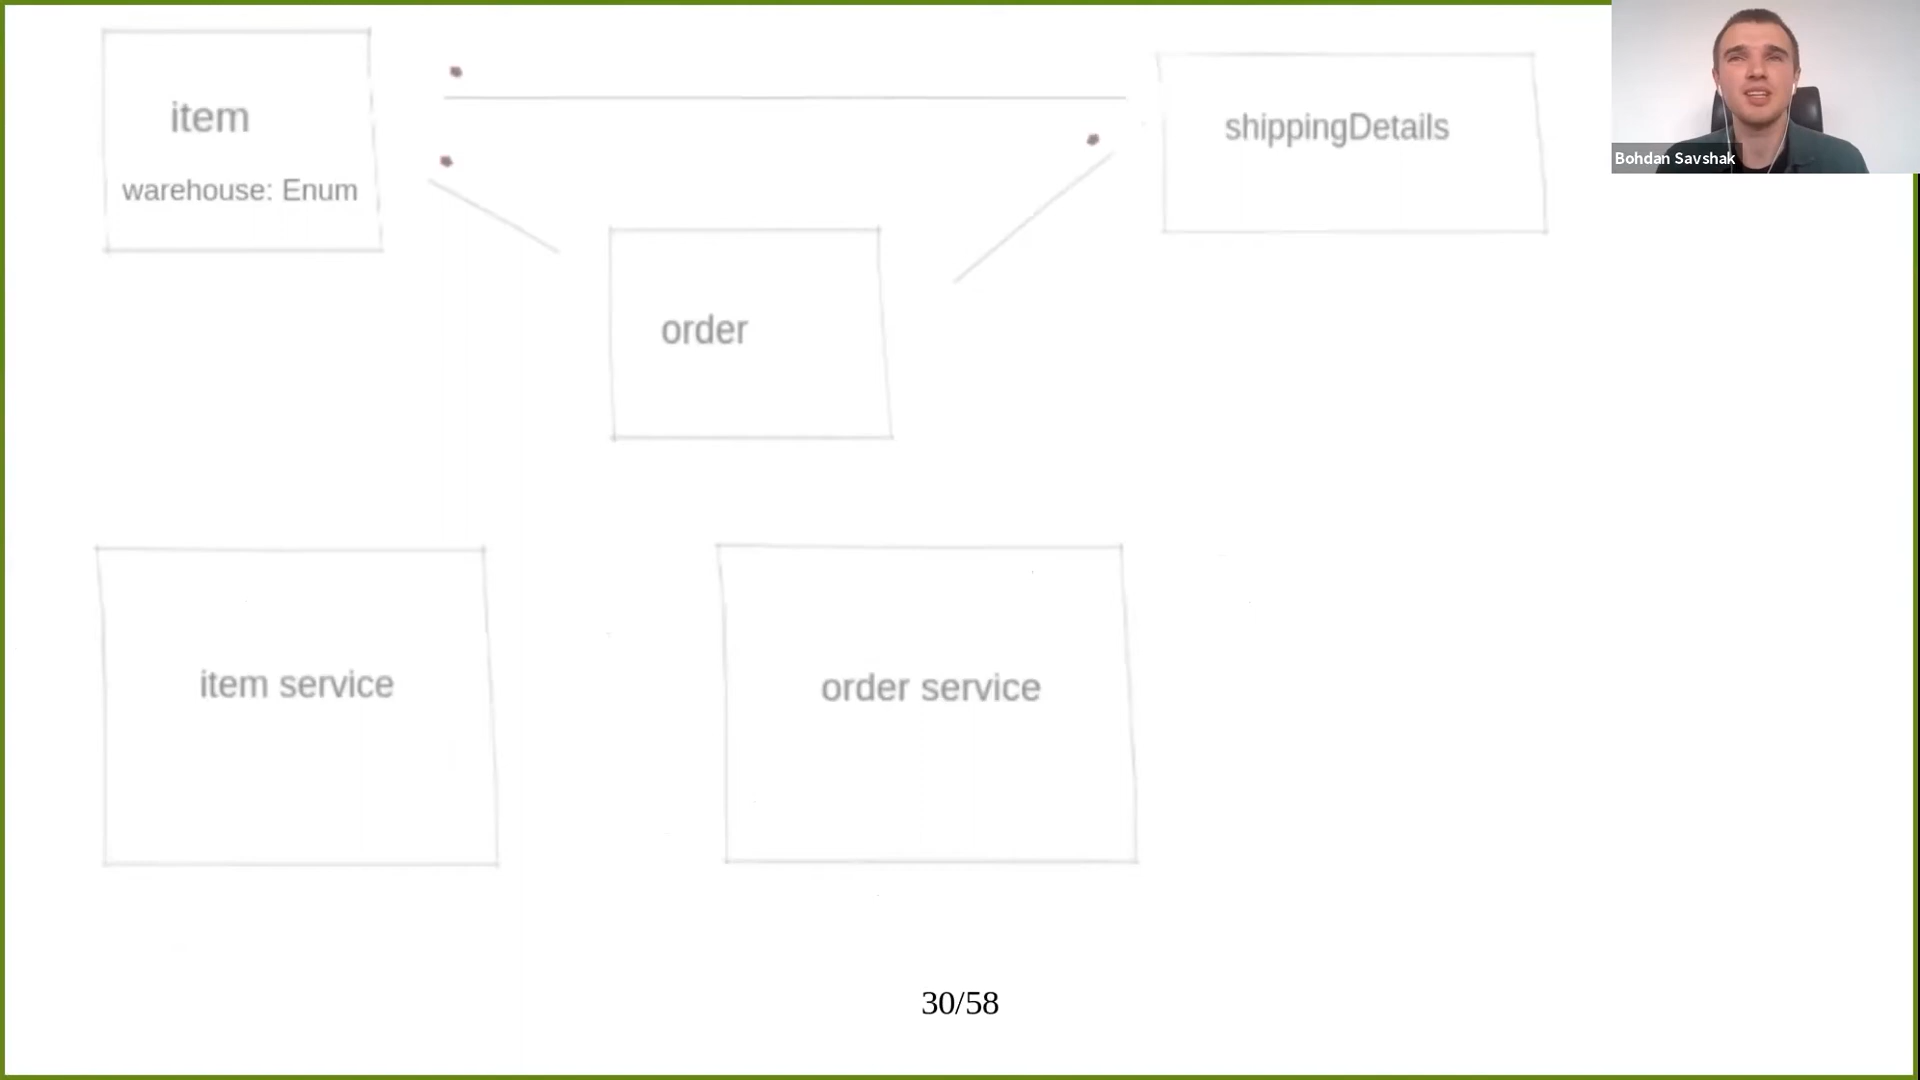 item
warehouse: Enum
shippingDetails
Bohdan Savshak
order
item service
order service
30/58